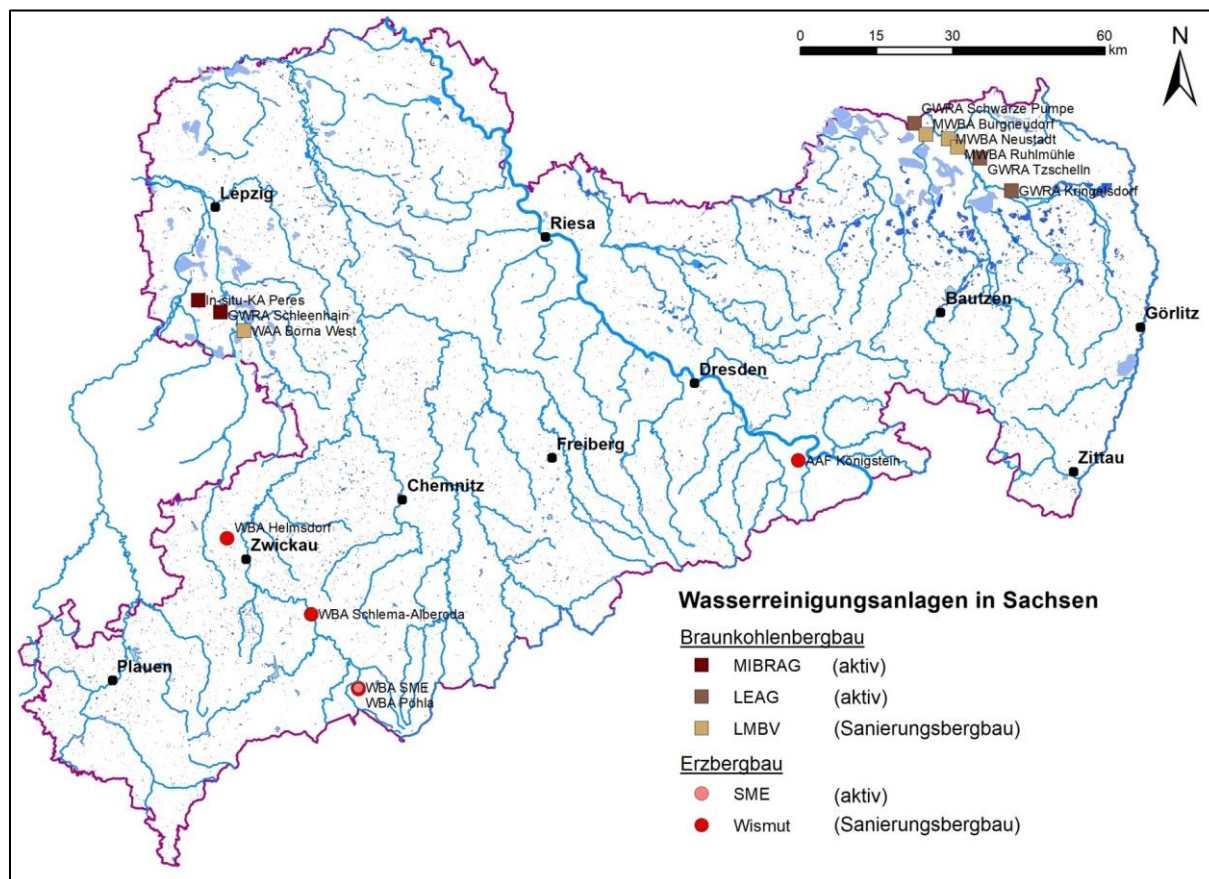 0 15 30 60
km
N
GWRA Schwarze Pumpe
MWBA Burgneudorf
MWBA Neustadt
MWBA Ruhlmühle
GWRA Tzschelln
GWRA Kringelsdorf
Lepzig
Riesa
In-situ-KA Peres
GWRA Schleenhain
WAA Borna West
Bautzen
Görlitz
Dresden
Freiberg
AAF Königstein
Zittau
Chemnitz
WBA Helmsdorf
Zwickau
WBA Schlema-Alberoda
Plauen
WBA SME
WBA Pöhla
Wasserreinigungsanlagen in Sachsen
Braunkohlenbergbau
MIBRAG (aktiv)
LEAG (aktiv)
LMBV (Sanierungsbergbau)
Erzbergbau
SME (aktiv)
Wismut (Sanierungsbergbau)